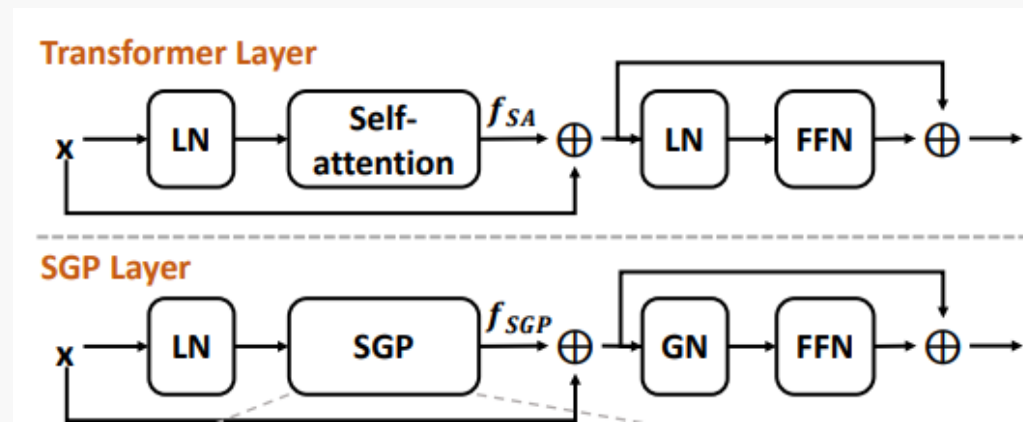 Transformer Layer
x
LN
Self-
attention
f_SA
⊕
LN
FFN
⊕
SGP Layer
x
LN
SGP
f_SGP
⊕
GN
FFN
⊕